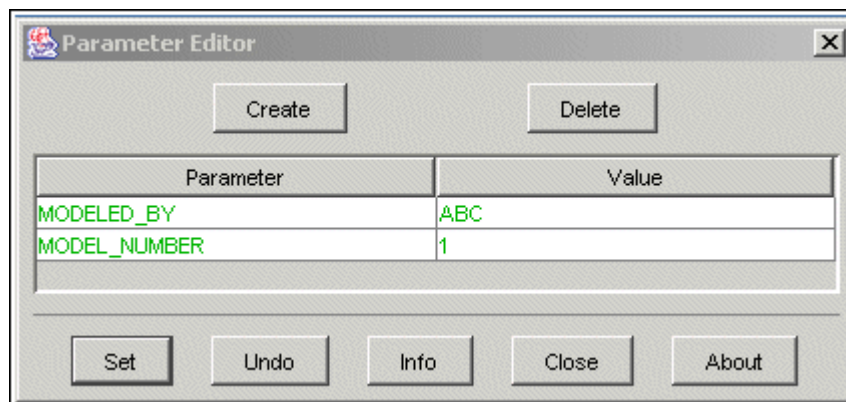 Parameter Editor
Create Delete
Parameter Value
MODELED_BY ABC
MODEL_NUMBER 1
Set Undo Info Close About